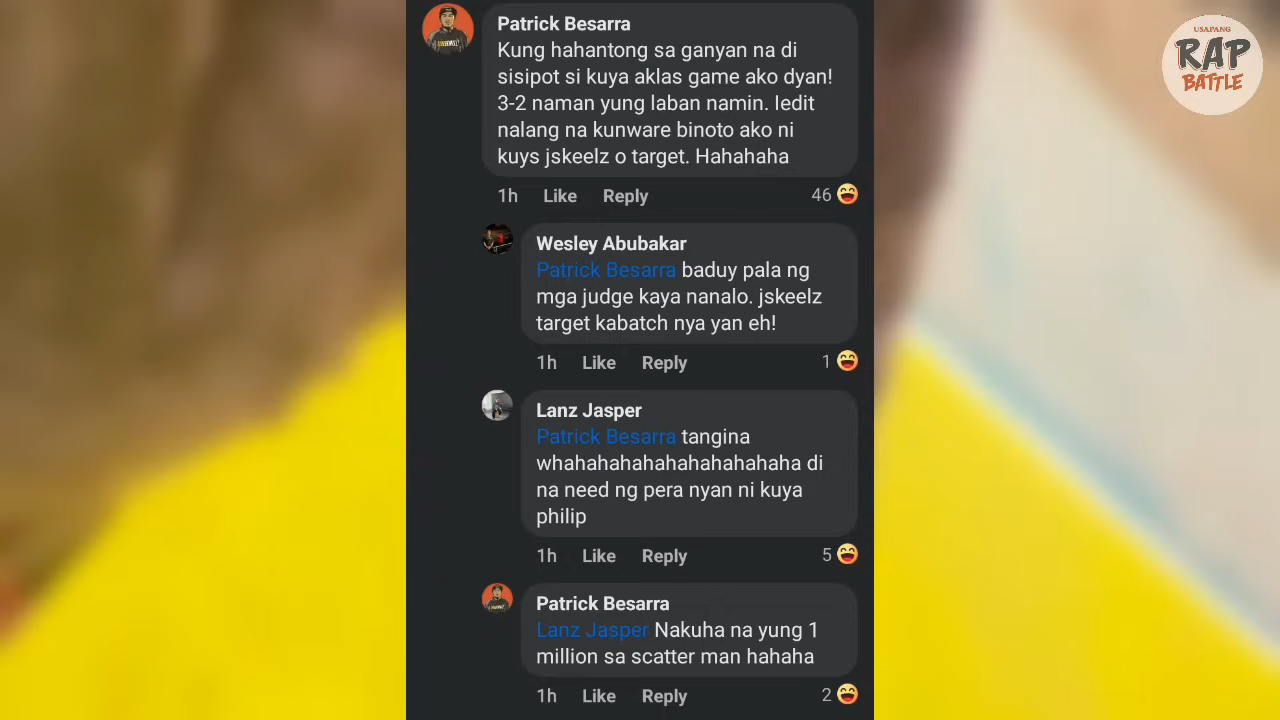 USAPANG
RAP
BATTLE
Patrick Besarra
Kung hahantong sa ganyan na di
sisipot si kuya aklas game ako dyan!
3-2 naman yung laban namin. Iedit
nalang na kunware binoto ako ni
kuys jskeelz o target. Hahahaha
1h Like Reply 46
Wesley Abubakar
Patrick Besarra baduy pala ng
mga judge kaya nanalo. jskeelz
target kabatch nya yan eh!
1h Like Reply 1
Lanz Jasper
Patrick Besarra tangina
whahahahahahahahahaha di
na need ng pera nyan ni kuya
philip
1h Like Reply 5
Patrick Besarra
Lanz Jasper Nakuha na yung 1
million sa scatter man hahaha
1h Like Reply 2